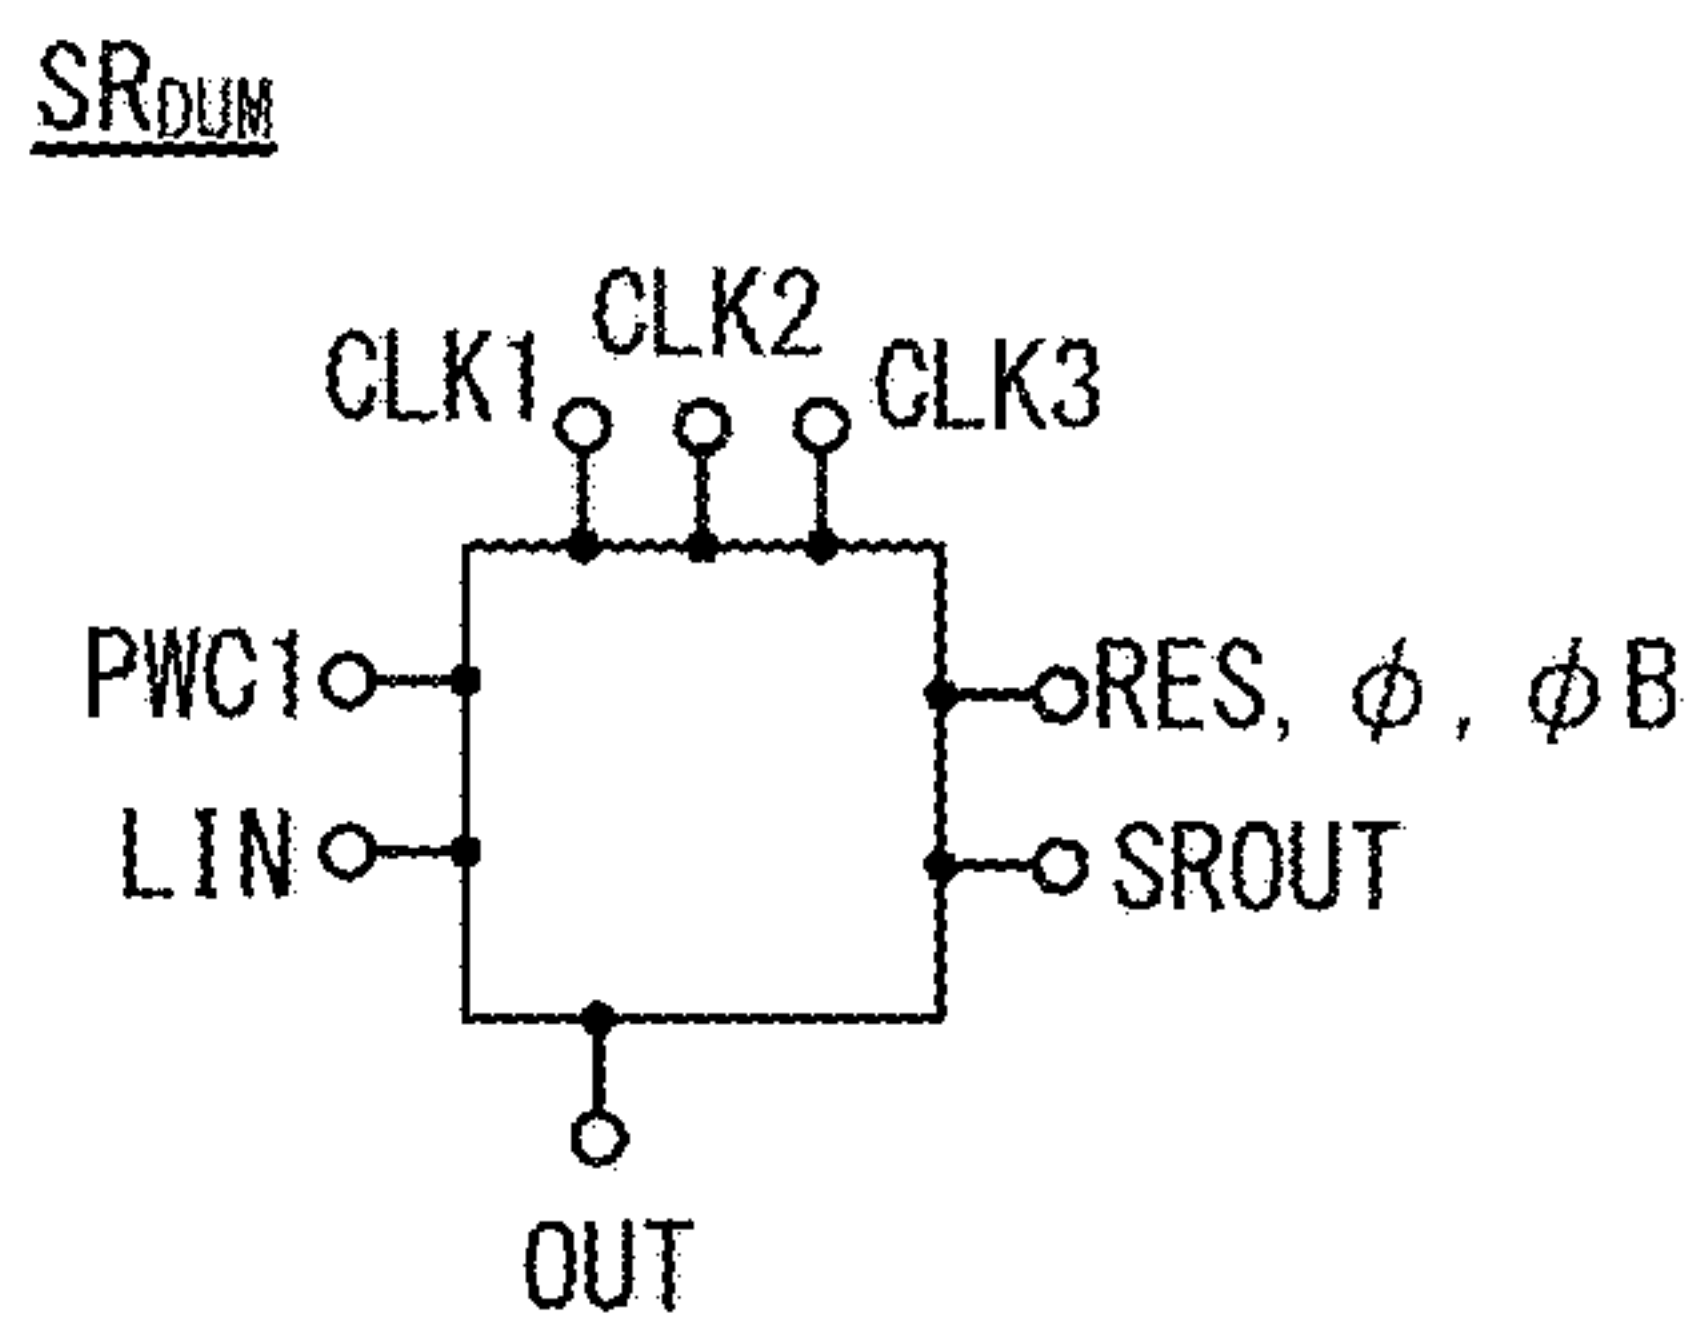 SRDUM
CLK2
CLK1
CLK3
PWC1
RES, ϕ, ϕB
LIN
SROUT
OUT